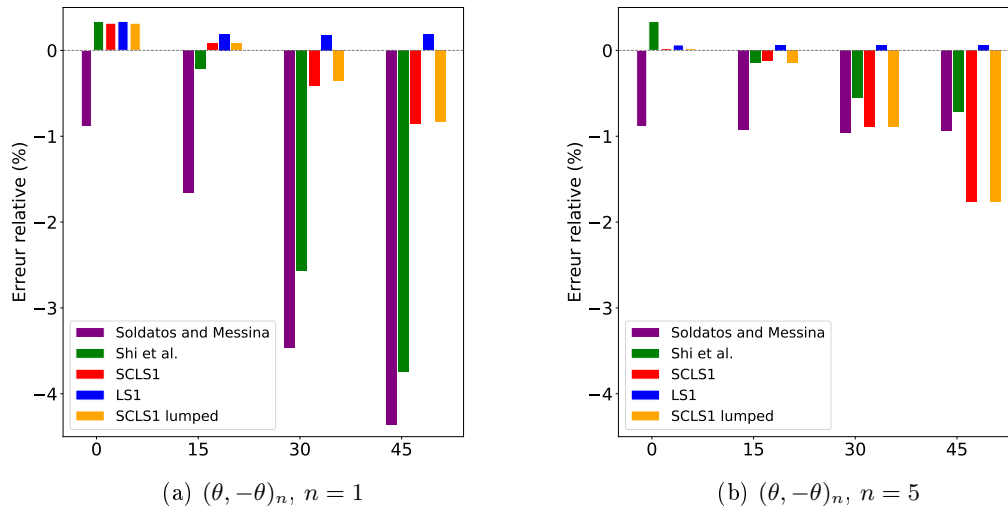 Erreur relative (%)
0
−1
−2
−3
−4
Soldatos and Messina
Shi et al.
SCLS1
LS1
SCLS1 lumped
0 15 30 45
(a) (θ, −θ)ₙ, n = 1
Erreur relative (%)
0
−1
−2
−3
−4
Soldatos and Messina
Shi et al.
SCLS1
LS1
SCLS1 lumped
0 15 30 45
(b) (θ, −θ)ₙ, n = 5